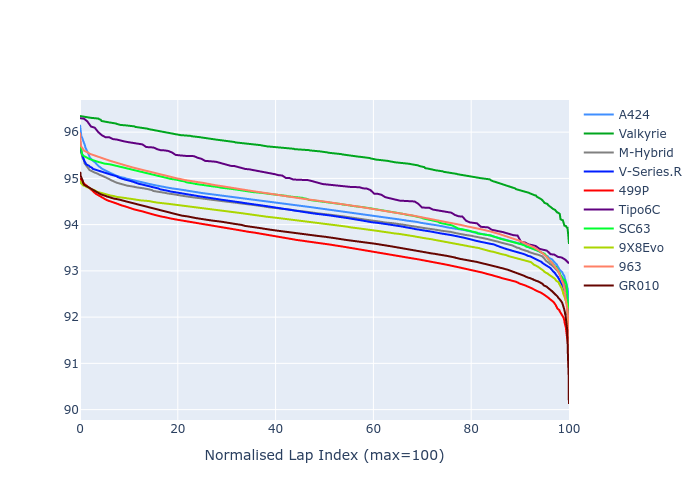 96
95
94
93
92
91
90
0 20 40 60 80 100
Normalised Lap Index (max=100)
A424
Valkyrie
M-Hybrid
V-Series.R
499P
Tipo6C
SC63
9X8Evo
963
GR010